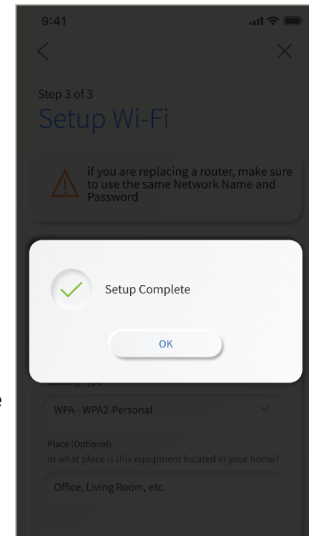 9:41
Step 3 of 3
Setup Wi-Fi
If you are replacing a router, make sure
to use the same Network Name and
Password
Setup Complete
OK
Security Type
WPA - WPA2-Personal
Place (Optional)
In what place is this equipment located in your home?
Office, Living Room, etc.
e